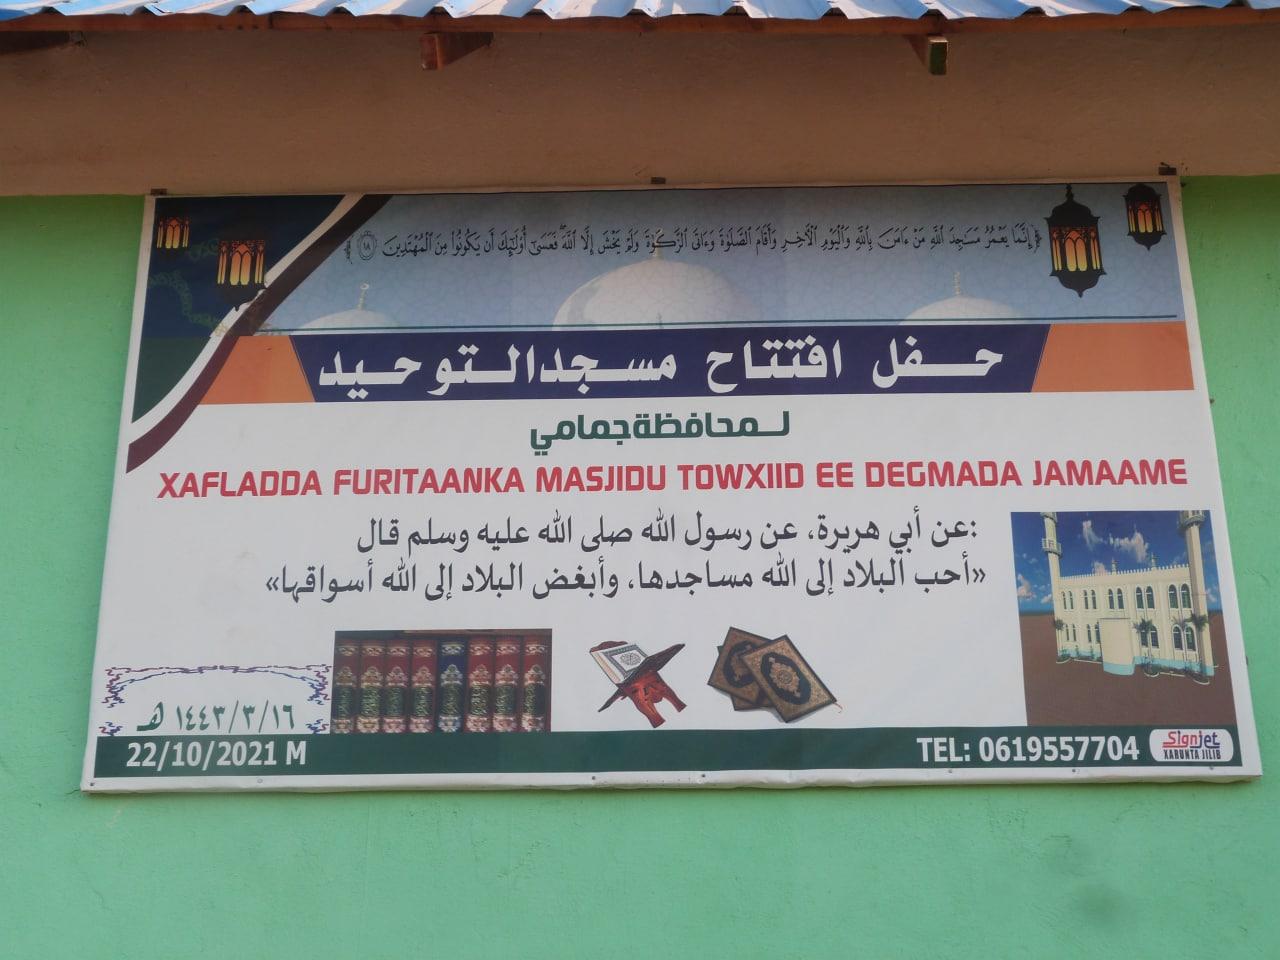 ﴿إِنَّمَا يَعْمُرُ مَسَٰجِدَ ٱللَّهِ مَنْ ءَامَنَ بِٱللَّهِ وَٱلْيَوْمِ ٱلْءَاخِرِ وَأَقَامَ ٱلصَّلَوٰةَ وَءَاتَى ٱلزَّكَوٰةَ وَلَمْ يَخْشَ إِلَّا ٱللَّهَ ۖ فَعَسَىٰٓ أُو۟لَٰٓئِكَ أَن يَكُونُوا۟ مِنَ ٱلْمُهْتَدِينَ ١٨﴾
حفل افتتاح مسجدالتوحيد
لمحافظةجمامي
XAFLADDA FURITAANKA MASJIDU TOWXIID EE DEGMADA JAMAAME
:عن أبي هريرة، عن رسول الله صلى الله عليه وسلم قال
«أحب البلاد إلى الله مساجدها، وأبغض البلاد إلى الله أسواقها»
١٤٤٣/٣/١٦ هـ
22/10/2021 M
TEL: 0619557704
Signjet
XARUNTA JILIB